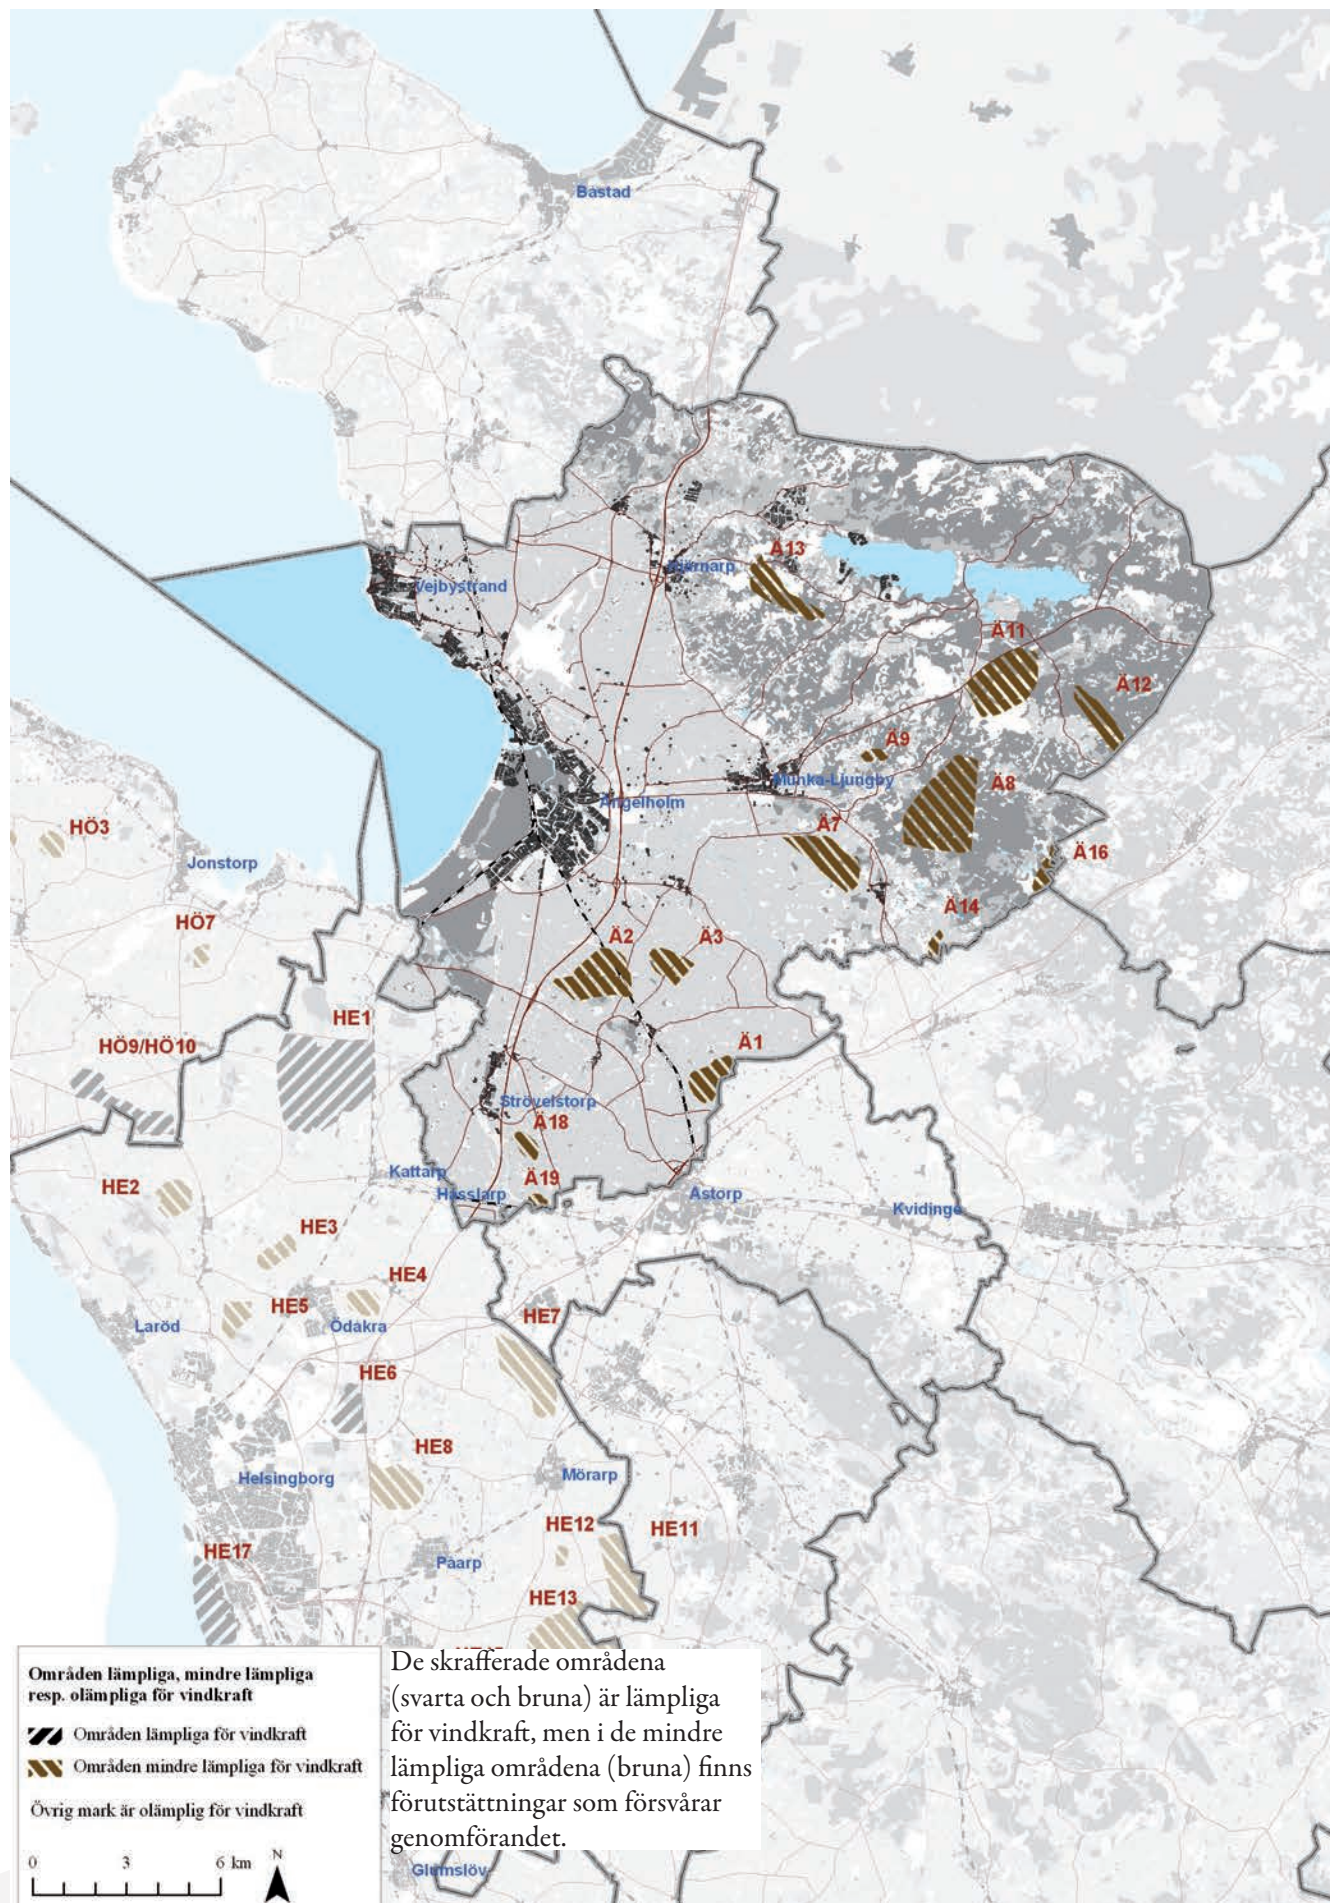 Båstad
Ä13
Hjärnarp
Vejbystrand
Ä11
Ä12
Ä9
Munka-Ljungby
Ä8
Ängelholm
Ä7
HÖ3
Jonstorp
Ä16
Ä14
HÖ7
Ä2
Ä3
HE1
HÖ9/HÖ10
Ä1
Strövelstorp
Ä18
Kattarp
Ä19
HE2
Hasslarp
Åstorp
Kvidinge
HE3
HE4
HE5
HE7
Laröd
Ödåkra
HE6
HE8
Helsingborg
Mörarp
HE12
HE11
HE17
Påarp
HE13
Områden lämpliga, mindre lämpliga
resp. olämpliga för vindkraft
Områden lämpliga för vindkraft
Områden mindre lämpliga för vindkraft
Övrig mark är olämplig för vindkraft
0 3 6 km
N
De skrafferade områdena
(svarta och bruna) är lämpliga
för vindkraft, men i de mindre
lämpliga områdena (bruna) finns
förutstättningar som försvårar
genomförandet.
Glumslöv